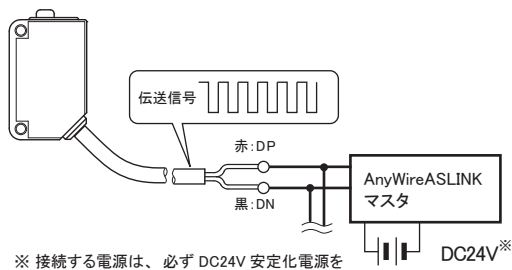 伝送信号
赤：DP
黒：DN
AnyWireASLINK
マスタ
DC24V※
※ 接続する電源は、必ず DC24V 安定化電源を